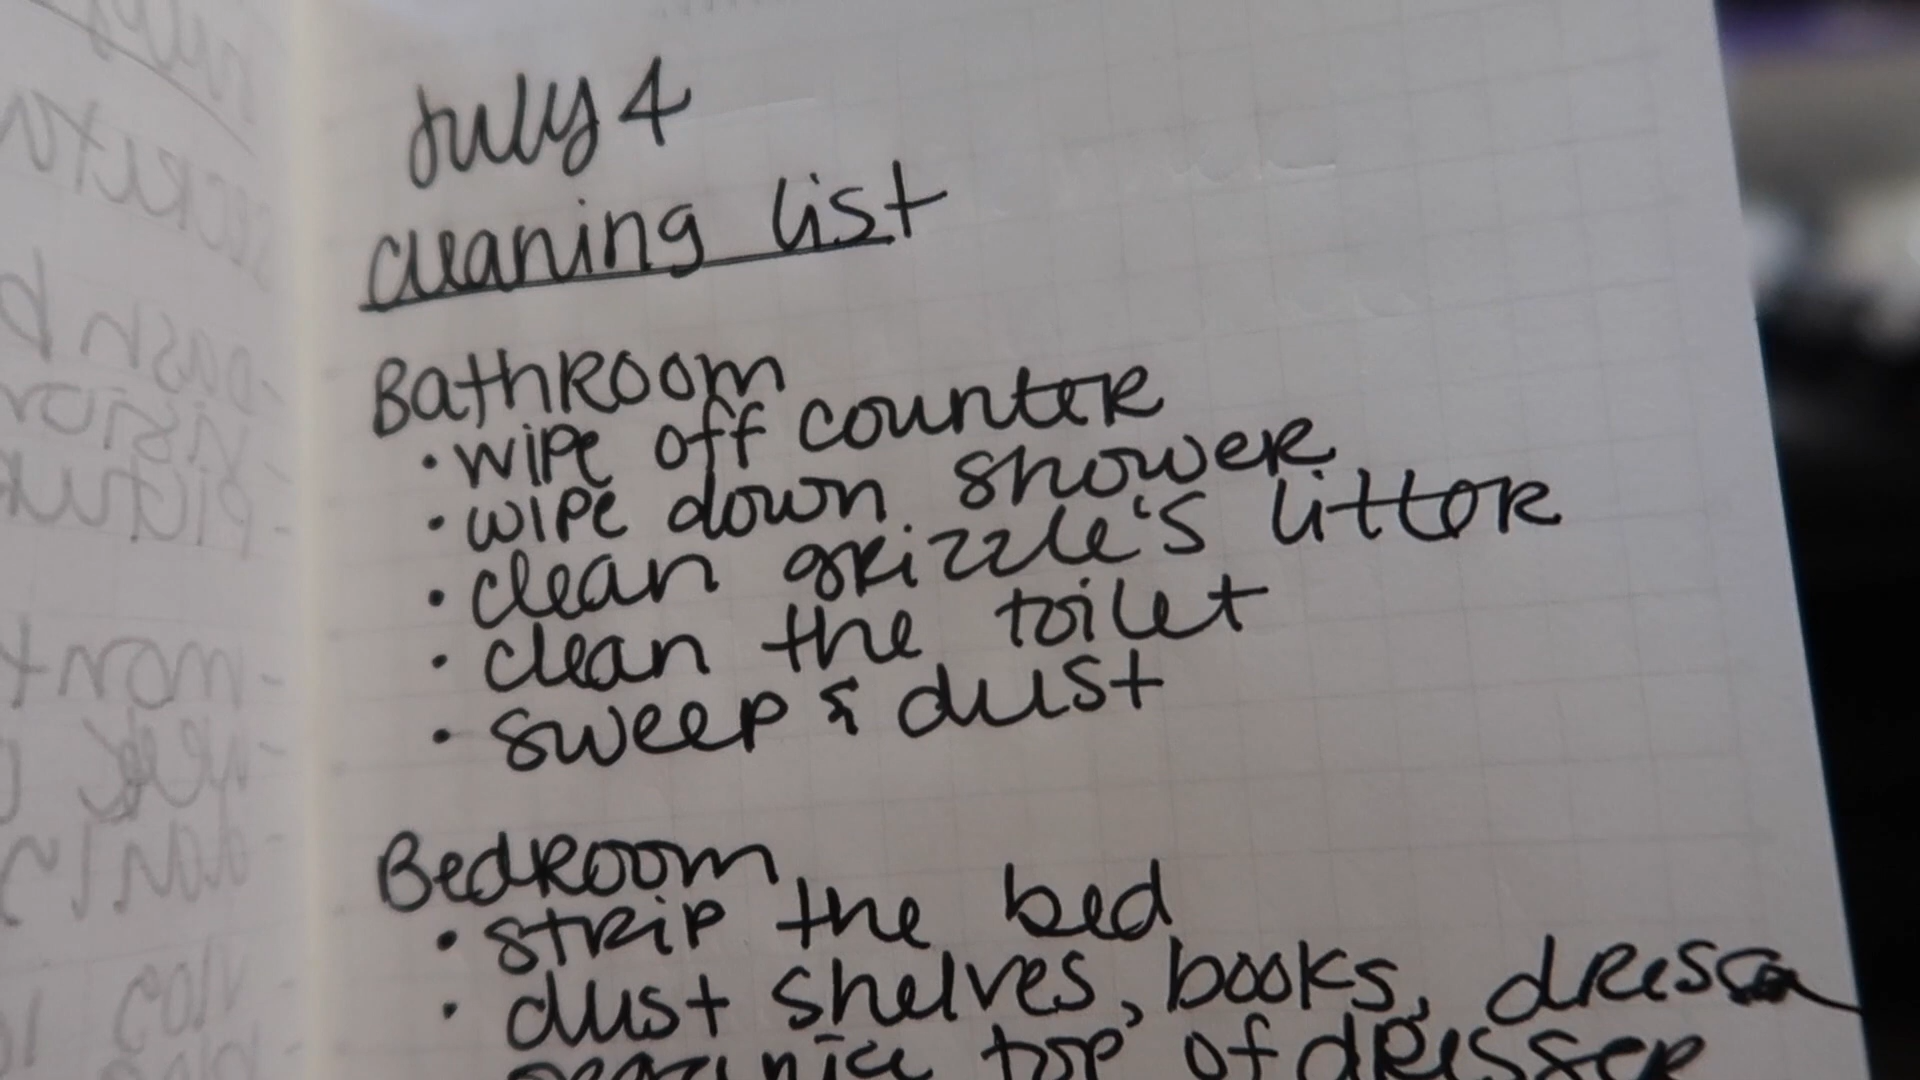 July 4
cleaning list
Bathroom
• wipe off counter
• wipe down shower
• clean grizzle's litter
• clean the toilet
• sweep & dust
Bedroom
• strip the bed
• dust shelves, books, dresser
organize top of dresser